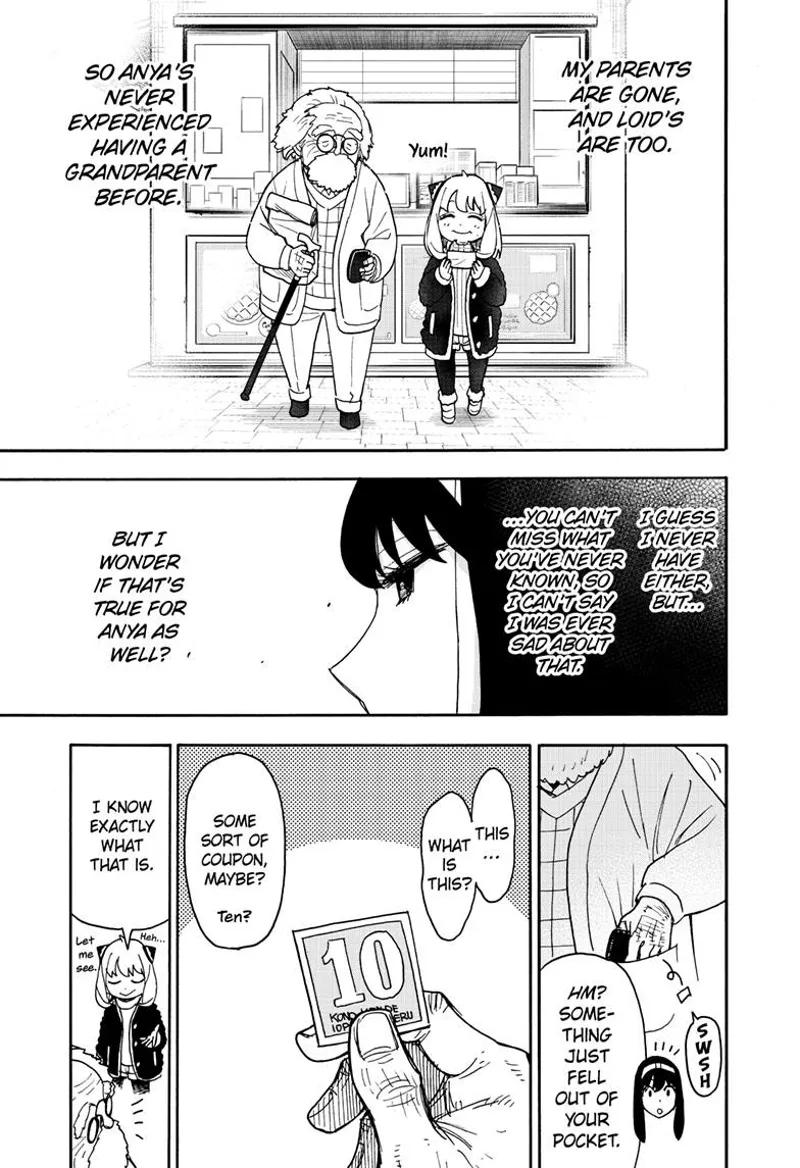 MY PARENTS
ARE GONE,
AND LOID'S
ARE TOO.
Yum!
SO ANYA'S
NEVER
EXPERIENCED
HAVING A
GRANDPARENT
BEFORE.
I GUESS
I NEVER
HAVE
EITHER,
BUT...
...YOU CAN'T
MISS WHAT
YOU'VE NEVER
KNOWN, SO
I CAN'T SAY
I WAS EVER
SAD ABOUT
THAT.
BUT I
WONDER
IF THAT'S
TRUE FOR
ANYA AS
WELL?
SWSH
HM?
SOME-
THING
JUST
FELL
OUT OF
YOUR
POCKET.
THIS
...
WHAT
IS
THIS?
SOME
SORT OF
COUPON,
MAYBE?
Ten?
10
I KNOW
EXACTLY
WHAT
THAT IS.
Heh...
Let
me
see.